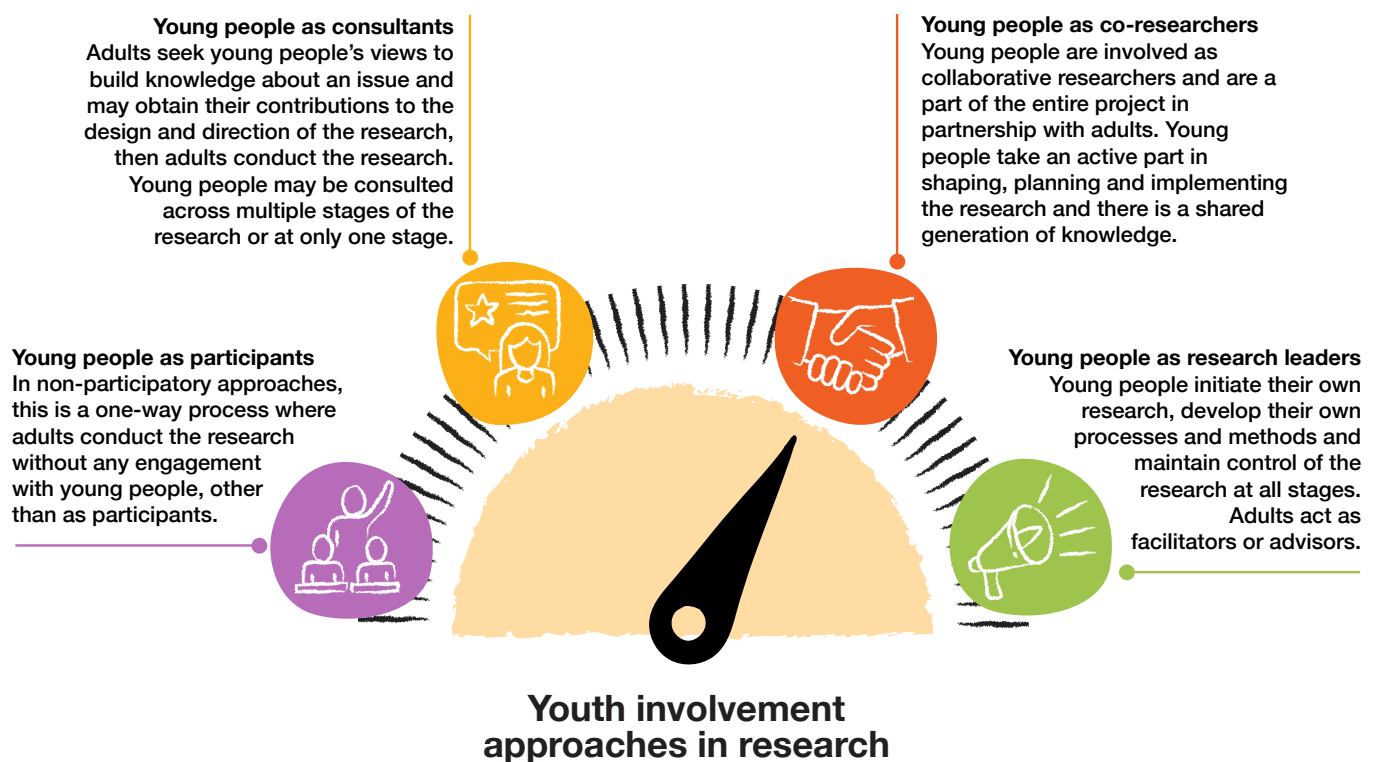 Young people as consultants
Adults seek young people's views to
build knowledge about an issue and
may obtain their contributions to the
design and direction of the research,
then adults conduct the research.
Young people may be consulted
across multiple stages of the
research or at only one stage.
Young people as co-researchers
Young people are involved as
collaborative researchers and are a
part of the entire project in
partnership with adults. Young
people take an active part in
shaping, planning and implementing
the research and there is a shared
generation of knowledge.
Young people as participants
In non-participatory approaches,
this is a one-way process where
adults conduct the research
without any engagement
with young people, other
than as participants.
Young people as research leaders
Young people initiate their own
research, develop their own
processes and methods and
maintain control of the
research at all stages.
Adults act as
facilitators or advisors.
Youth involvement
approaches in research